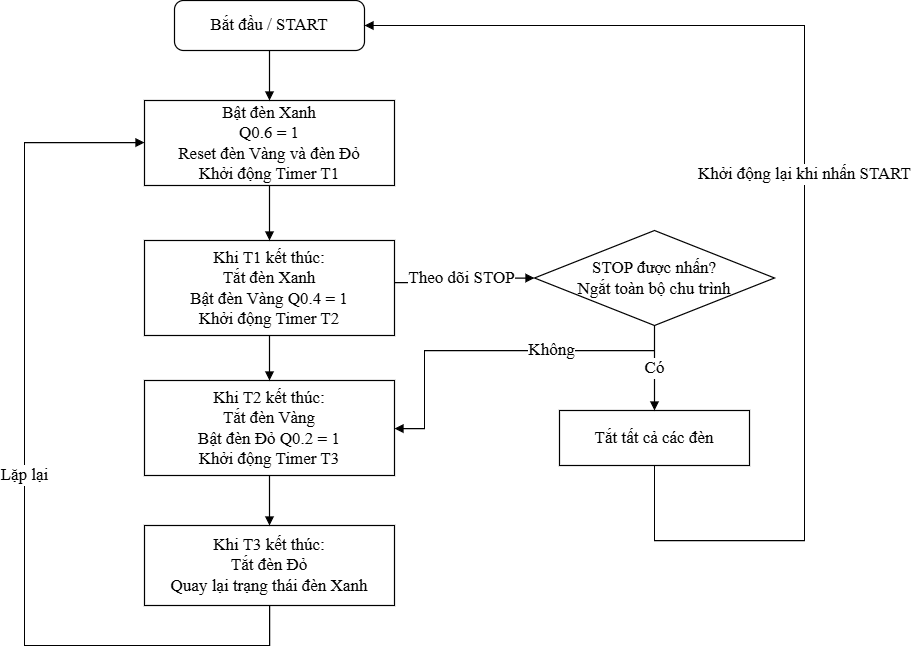 Bắt đầu / START
Bật đèn Xanh
Q0.6 = 1
Reset đèn Vàng và đèn Đỏ
Khởi động Timer T1
Khởi động lại khi nhấn START
Khi T1 kết thúc:
Tắt đèn Xanh
Bật đèn Vàng Q0.4 = 1
Khởi động Timer T2
Theo dõi STOP
STOP được nhấn?
Ngắt toàn bộ chu trình
Không
Có
Khi T2 kết thúc:
Tắt đèn Vàng
Bật đèn Đỏ Q0.2 = 1
Khởi động Timer T3
Tắt tất cả các đèn
Lặp lại
Khi T3 kết thúc:
Tắt đèn Đỏ
Quay lại trạng thái đèn Xanh